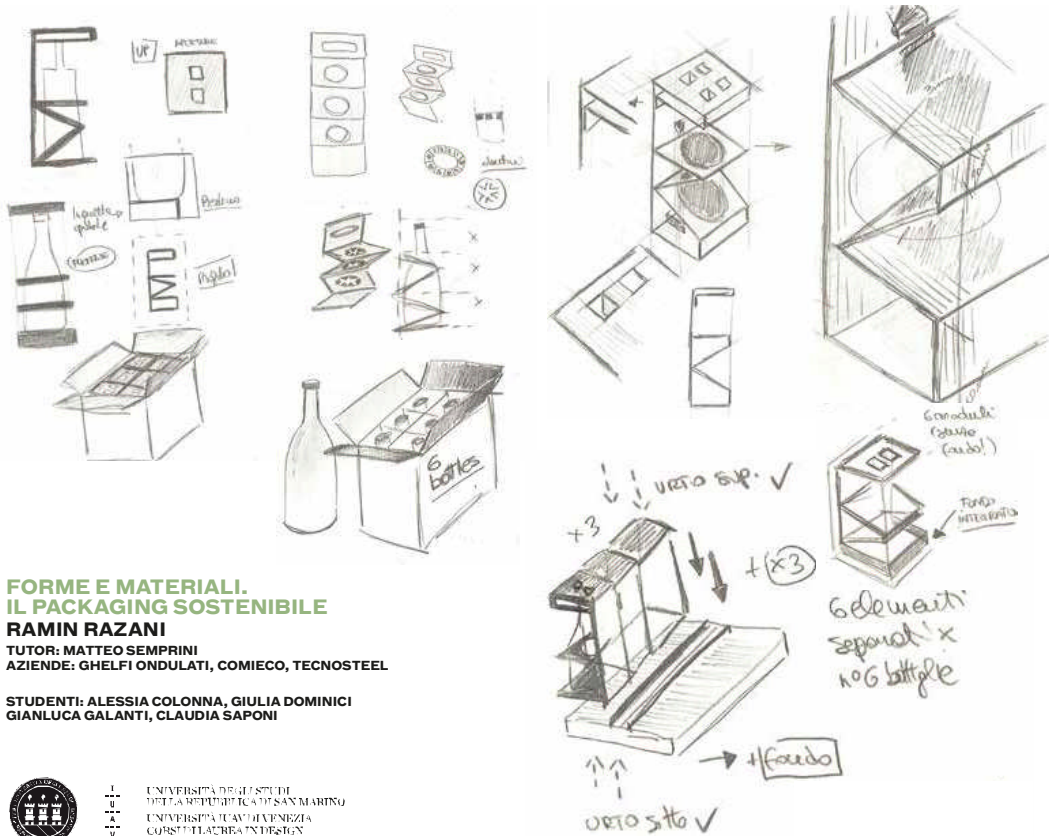 UP
APERTURE
6
bottles
URTO SUP. ✓
x3
+ x3
6 moduli
(senza
FONDO
INTEGRATO
6 elementi
separati x
n° 6 bottiglie
+ fondo
URTO sotto ✓
FORME E MATERIALI.
IL PACKAGING SOSTENIBILE
RAMIN RAZANI
TUTOR: MATTEO SEMPRINI
AZIENDE: GHELFI ONDULATI, COMIECO, TECNOSTEEL
STUDENTI: ALESSIA COLONNA, GIULIA DOMINICI
GIANLUCA GALANTI, CLAUDIA SAPONI
I
U
A
V
UNIVERSITÀ DEGLI STUDI
DELLA REPUBBLICA DI SAN MARINO
UNIVERSITÀ IUAV DI VENEZIA
CORSI DI LAUREA IN DESIGN